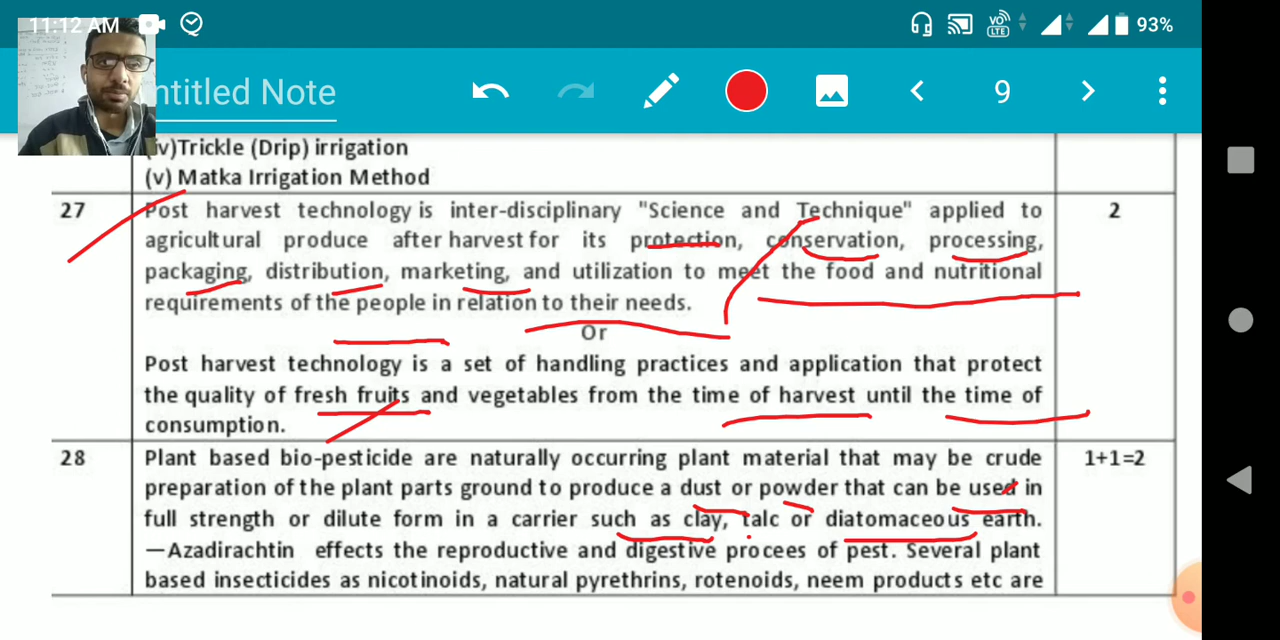 11:12 AM
VO
LTE
93%
ntitled Note
9
(iv)Trickle (Drip) irrigation
(v) Matka Irrigation Method
27
Post harvest technology is inter-disciplinary "Science and Technique" applied to
agricultural produce after harvest for its protection, conservation, processing,
packaging, distribution, marketing, and utilization to meet the food and nutritional
requirements of the people in relation to their needs.
2
Or
Post harvest technology is a set of handling practices and application that protect
the quality of fresh fruits and vegetables from the time of harvest until the time of
consumption.
28
Plant based bio-pesticide are naturally occurring plant material that may be crude
preparation of the plant parts ground to produce a dust or powder that can be used in
full strength or dilute form in a carrier such as clay, talc or diatomaceous earth.
—Azadirachtin effects the reproductive and digestive procees of pest. Several plant
based insecticides as nicotinoids, natural pyrethrins, rotenoids, neem products etc are
1+1=2